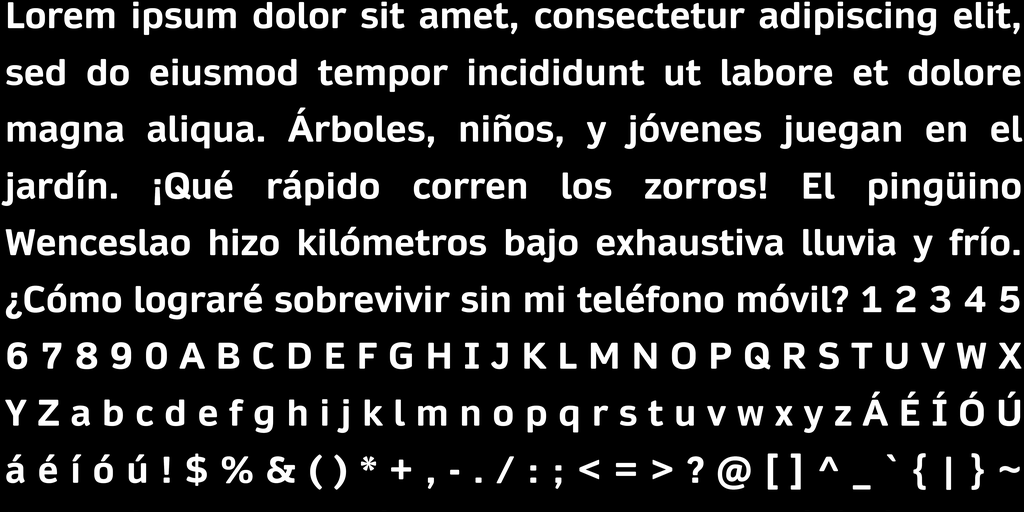 Lorem ipsum dolor sit amet, consectetur adipiscing elit,
sed do eiusmod tempor incididunt ut labore et dolore
magna aliqua. Árboles, niños, y jóvenes juegan en el
jardín. ¡Qué rápido corren los zorros! El pingüino
Wenceslao hizo kilómetros bajo exhaustiva lluvia y frío.
¿Cómo lograré sobrevivir sin mi teléfono móvil? 1 2 3 4 5
6 7 8 9 0 A B C D E F G H I J K L M N O P Q R S T U V W X
Y Z a b c d e f g h i j k l m n o p q r s t u v w x y z Á É Í Ó Ú
á é í ó ú ! $ % & ( ) * + , - . / : ; < = > ? @ [ ] ^ _ ` { | } ~